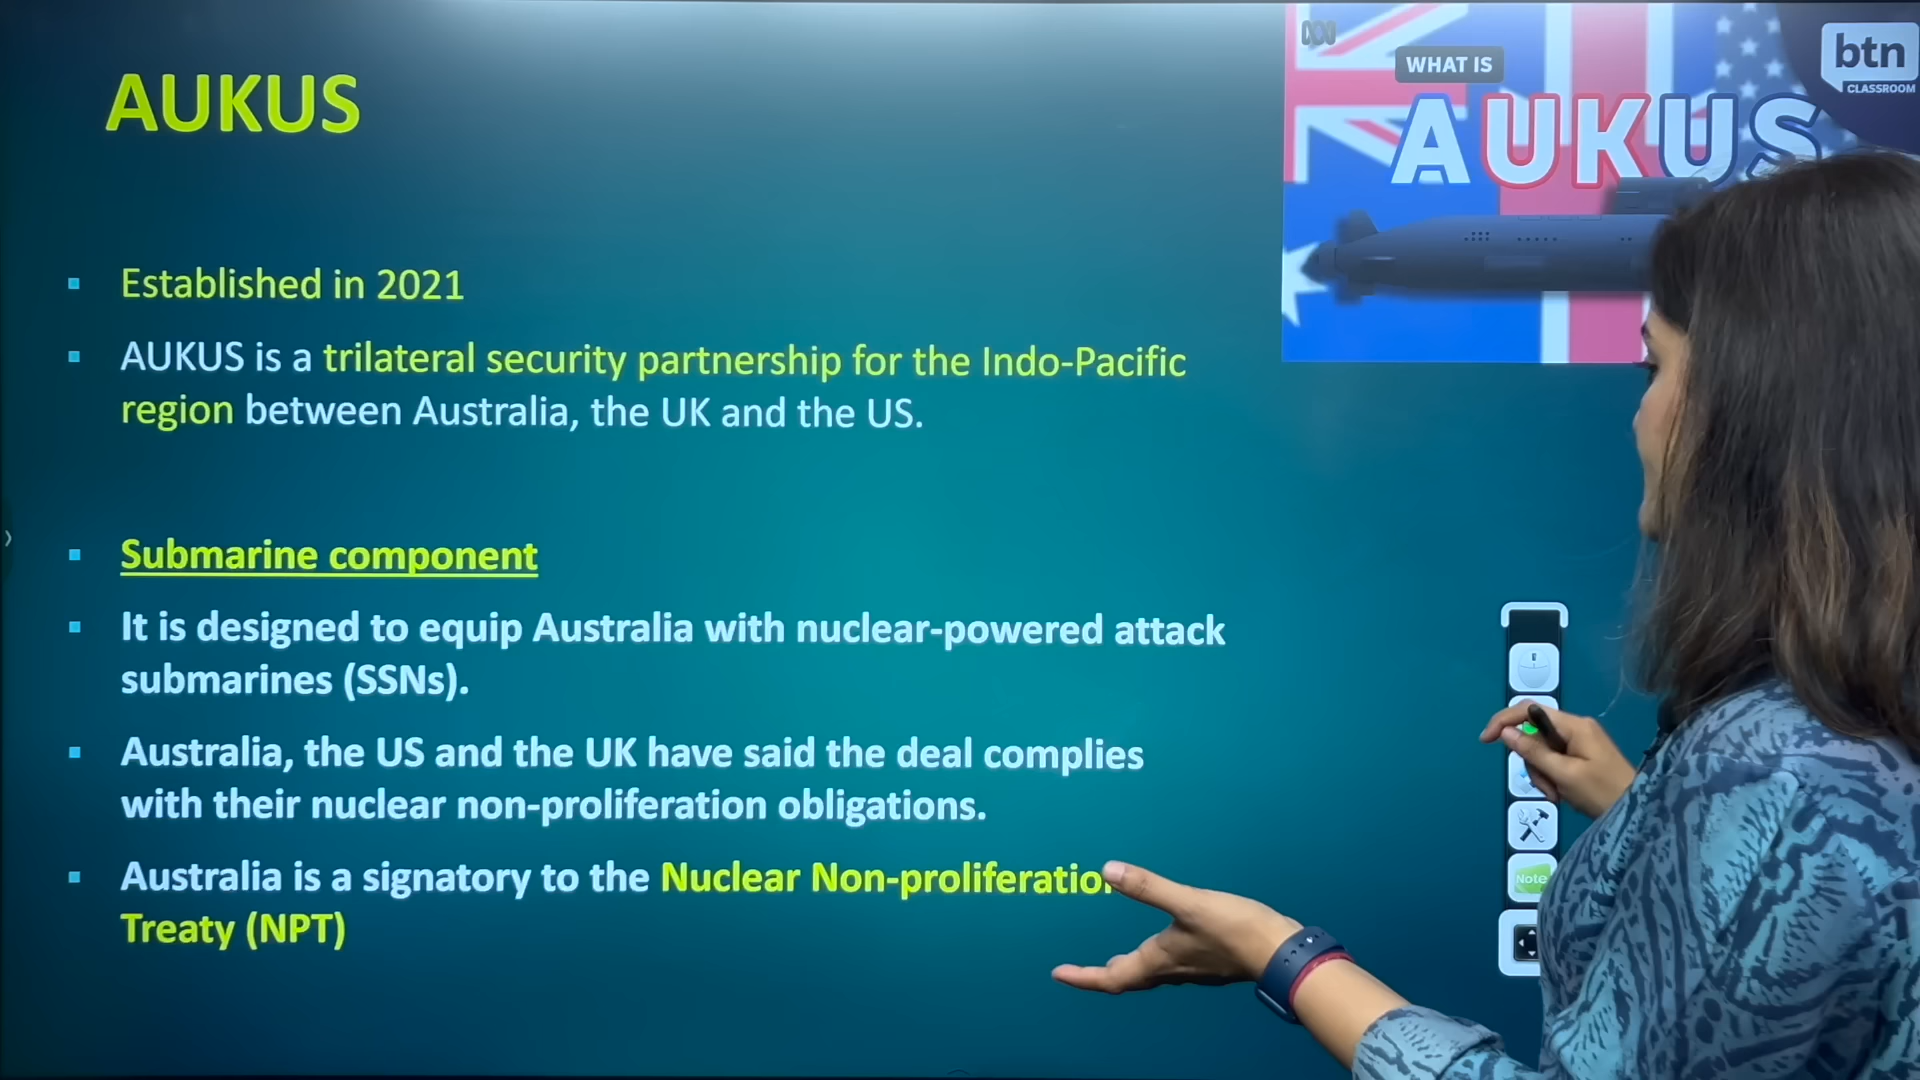 AUKUS
WHAT IS
AUKUS
btn
CLASSROOM
Established in 2021
AUKUS is a trilateral security partnership for the Indo-Pacific
region between Australia, the UK and the US.
Submarine component
It is designed to equip Australia with nuclear-powered attack
submarines (SSNs).
Australia, the US and the UK have said the deal complies
with their nuclear non-proliferation obligations.
Australia is a signatory to the Nuclear Non-proliferation
Treaty (NPT)
Note